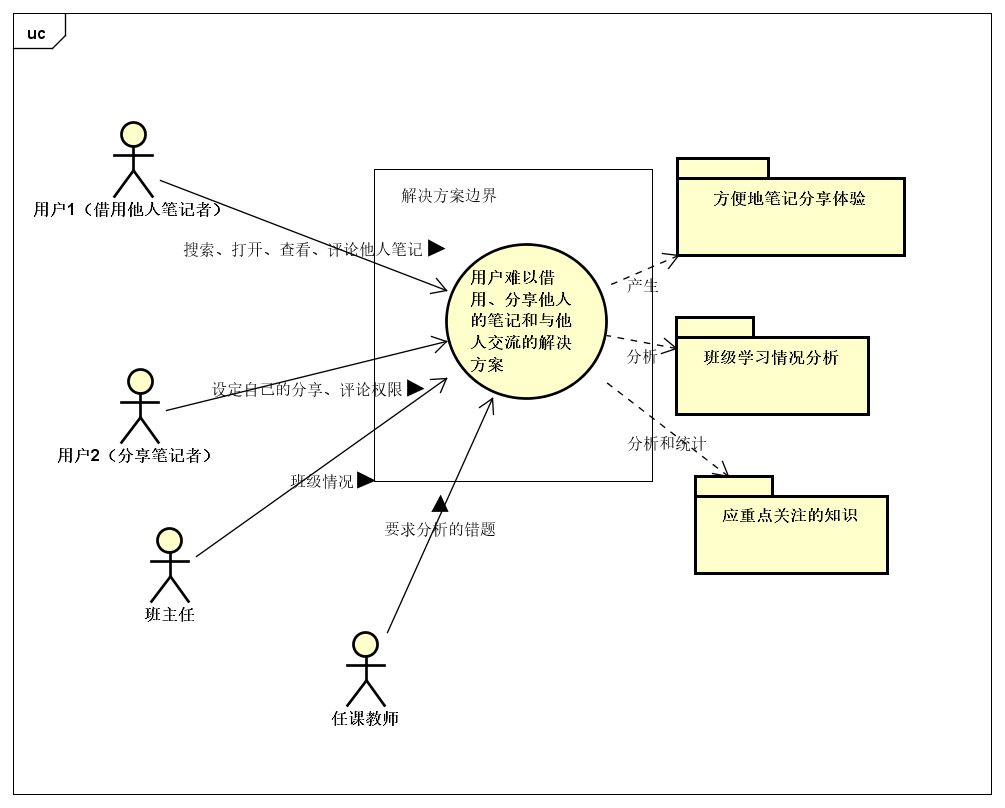 uc
用户1（借用他人笔记者）
解决方案边界
方便地笔记分享体验
搜索、打开、查看、评论他人笔记
用户难以借
用、分享他人
的笔记和与他
人交流的解决
方案
产生
班级学习情况分析
分析
设定自己的分享、评论权限
用户2（分享笔记者）
分析和统计
班级情况
应重点关注的知识
要求分析的错题
班主任
任课教师